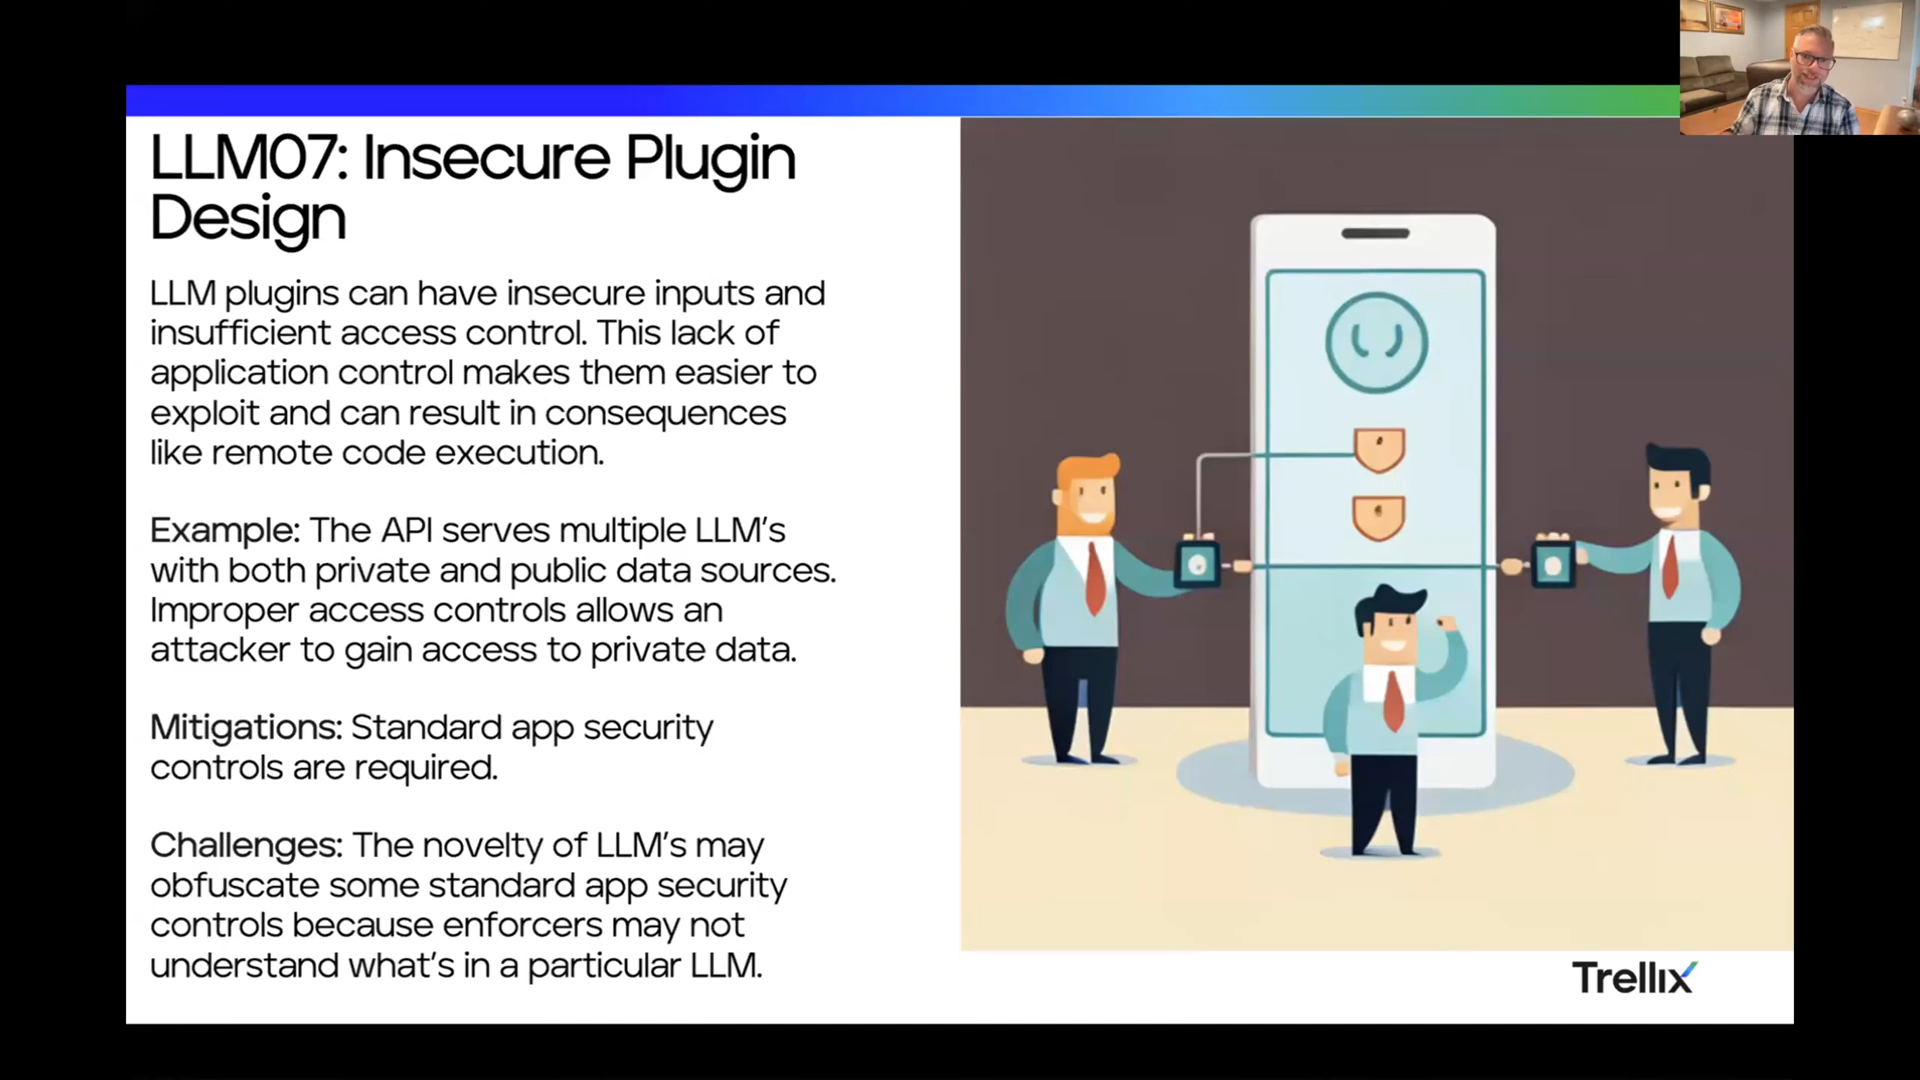 LLM07: Insecure Plugin
Design
LLM plugins can have insecure inputs and
insufficient access control. This lack of
application control makes them easier to
exploit and can result in consequences
like remote code execution.
Example: The API serves multiple LLM's
with both private and public data sources.
Improper access controls allows an
attacker to gain access to private data.
Mitigations: Standard app security
controls are required.
Challenges: The novelty of LLM's may
obfuscate some standard app security
controls because enforcers may not
understand what's in a particular LLM.
Trellix